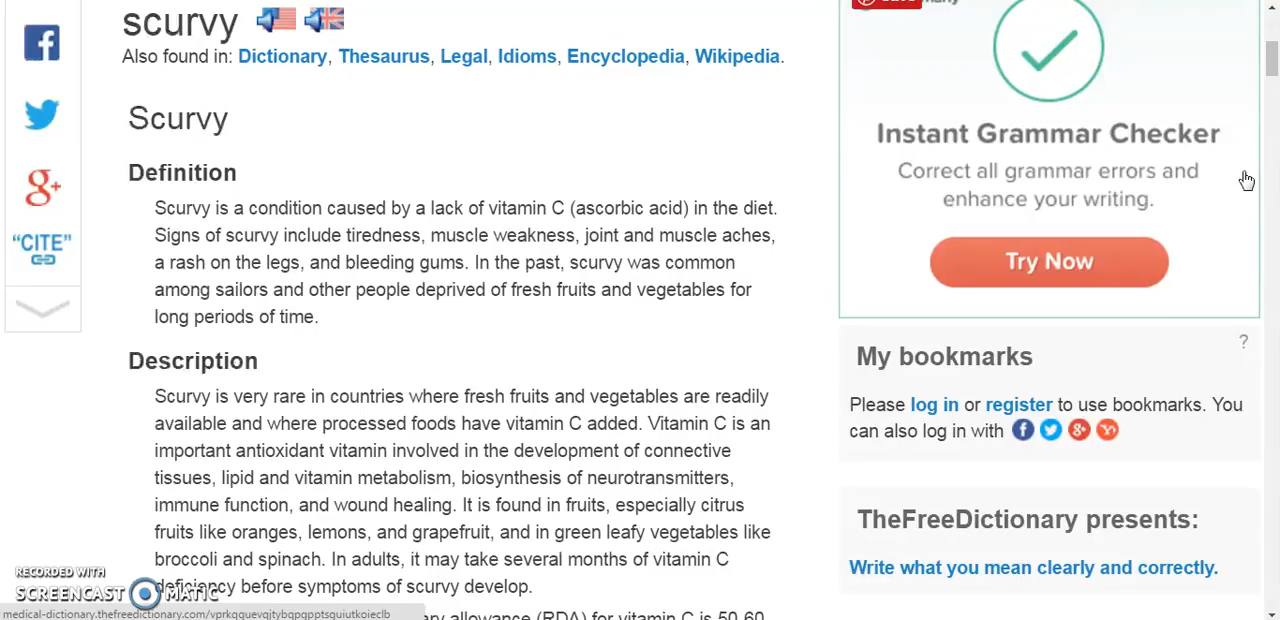 scurvy
Also found in: Dictionary, Thesaurus, Legal, Idioms, Encyclopedia, Wikipedia.
Scurvy
Definition
Scurvy is a condition caused by a lack of vitamin C (ascorbic acid) in the diet.
Signs of scurvy include tiredness, muscle weakness, joint and muscle aches,
a rash on the legs, and bleeding gums. In the past, scurvy was common
among sailors and other people deprived of fresh fruits and vegetables for
long periods of time.
Description
Scurvy is very rare in countries where fresh fruits and vegetables are readily
available and where processed foods have vitamin C added. Vitamin C is an
important antioxidant vitamin involved in the development of connective
tissues, lipid and vitamin metabolism, biosynthesis of neurotransmitters,
immune function, and wound healing. It is found in fruits, especially citrus
fruits like oranges, lemons, and grapefruit, and in green leafy vegetables like
broccoli and spinach. In adults, it may take several months of vitamin C
deficiency before symptoms of scurvy develop.
allowance (RDA) for vitamin C is 50-60
f
g+
"CITE"
Instant Grammar Checker
Correct all grammar errors and
enhance your writing.
Try Now
My bookmarks
?
Please log in or register to use bookmarks. You
can also log in with
TheFreeDictionary presents:
Write what you mean clearly and correctly.
RECORDED WITH
SCREENCAST MATIC